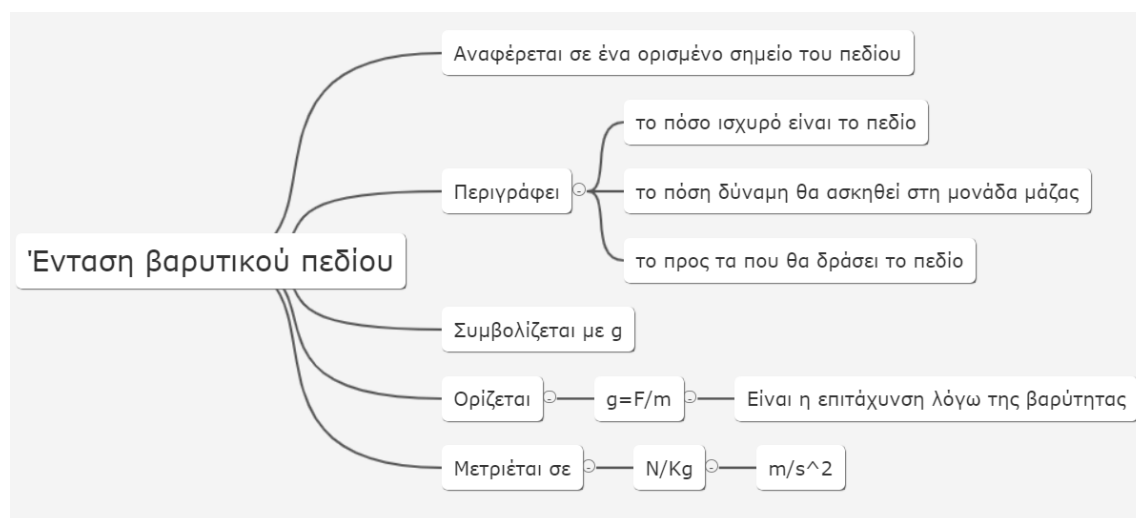 Αναφέρεται σε ένα ορισμένο σημείο του πεδίου
το πόσο ισχυρό είναι το πεδίο
Περιγράφει
το πόση δύναμη θα ασκηθεί στη μονάδα μάζας
Ένταση βαρυτικού πεδίου
το προς τα που θα δράσει το πεδίο
Συμβολίζεται με g
Ορίζεται
g=F/m
Είναι η επιτάχυνση λόγω της βαρύτητας
Μετριέται σε
N/Kg
m/s^2